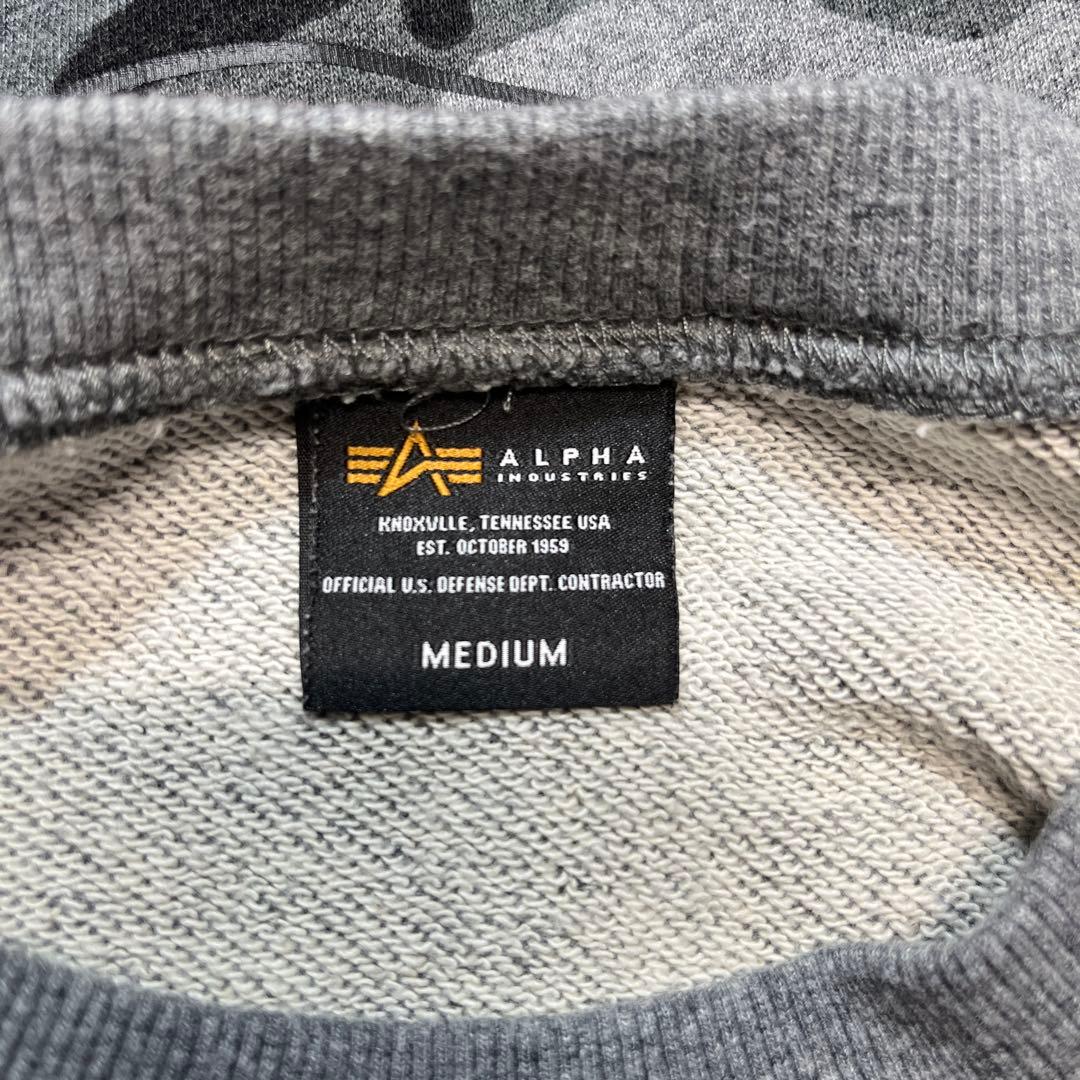 ALPHA
INDUSTRIES
KNOXVLLE, TENNESSEE USA
EST. OCTOBER 1959
OFFICIAL U.S. DEFENSE DEPT. CONTRACTOR
MEDIUM